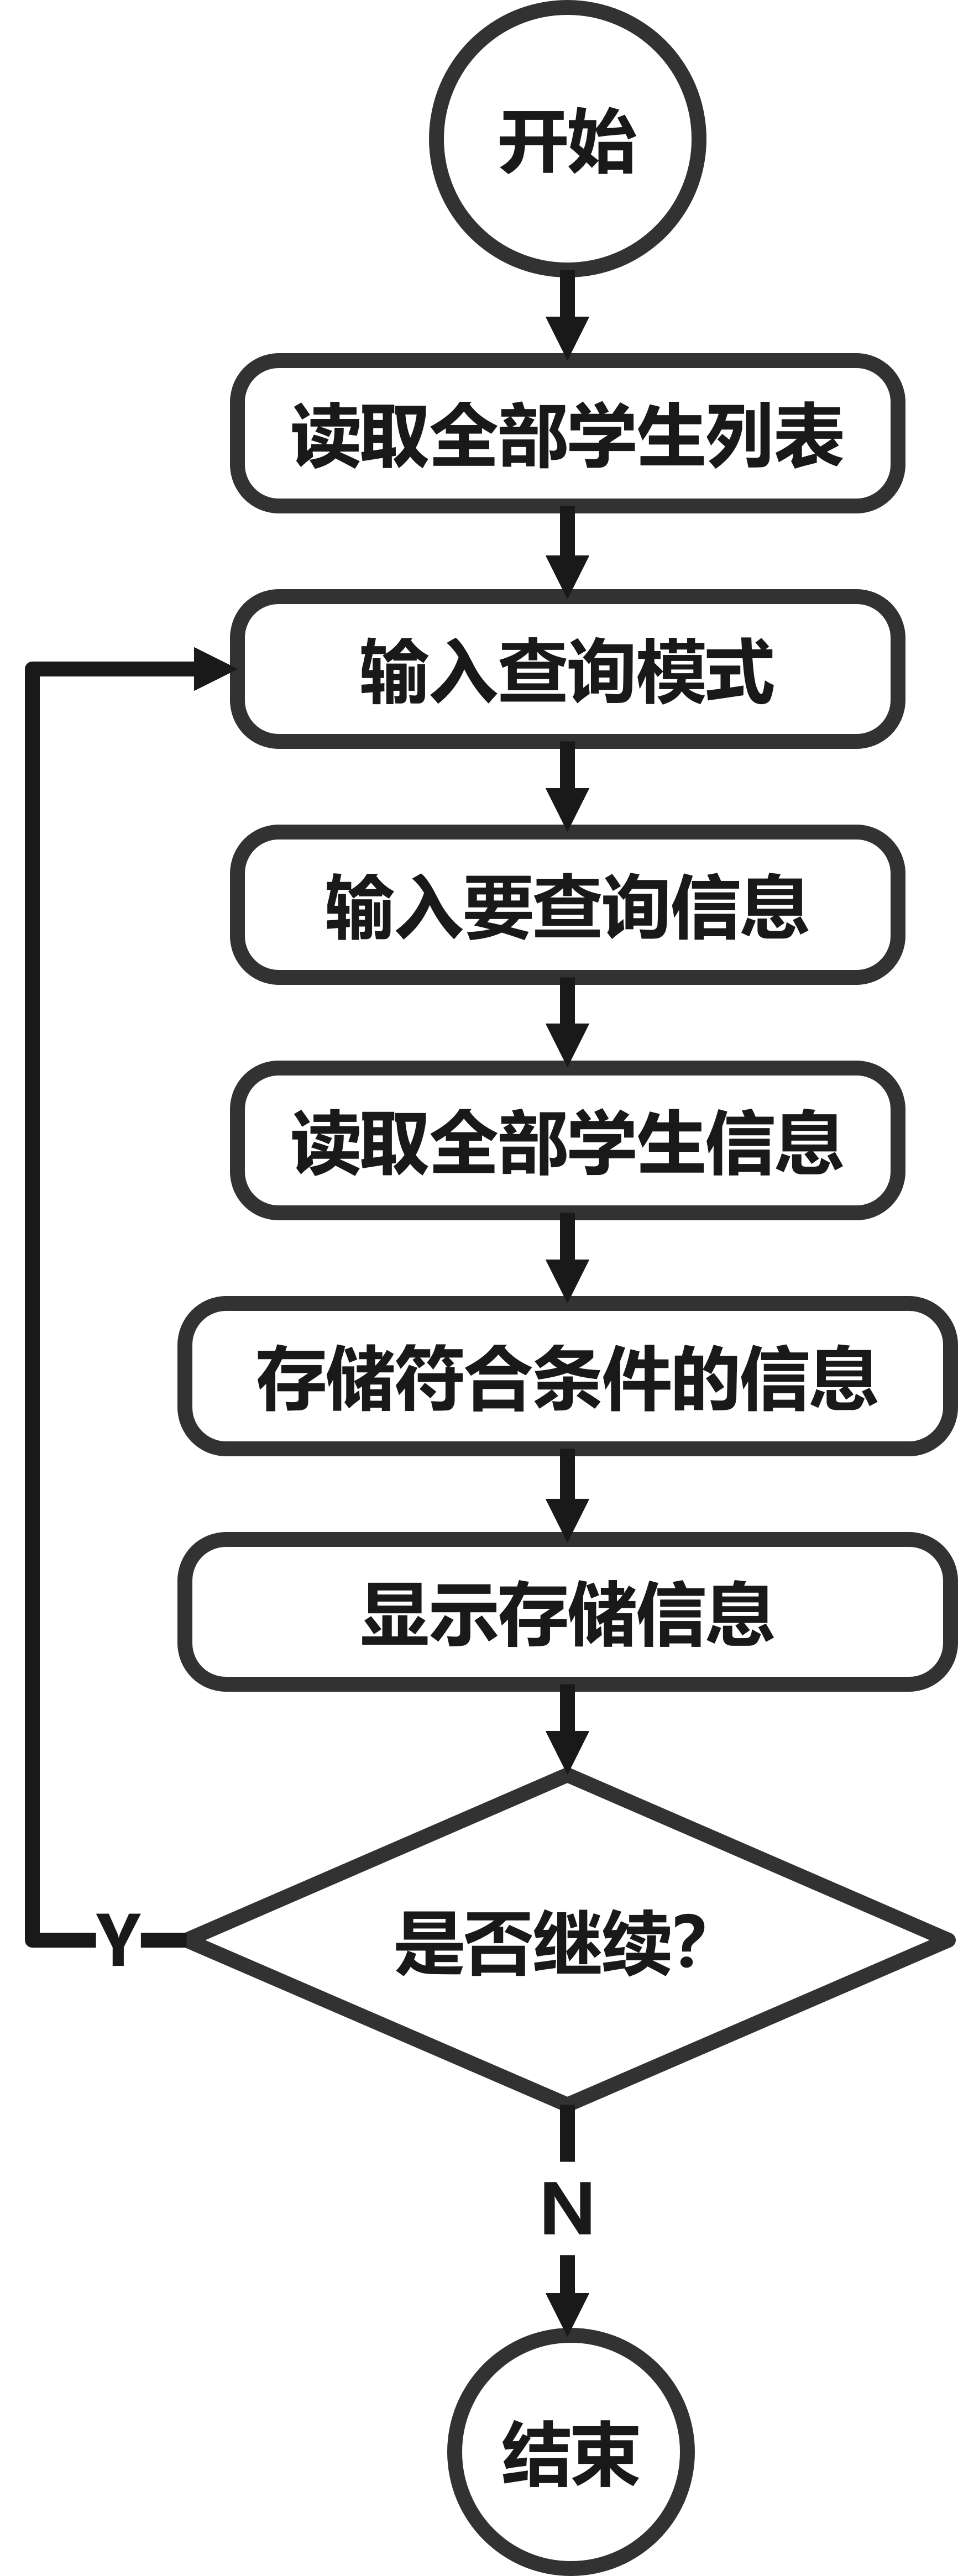 开始
读取全部学生列表
输入查询模式
输入要查询信息
读取全部学生信息
存储符合条件的信息
显示存储信息
是否继续?
Y
N
结束